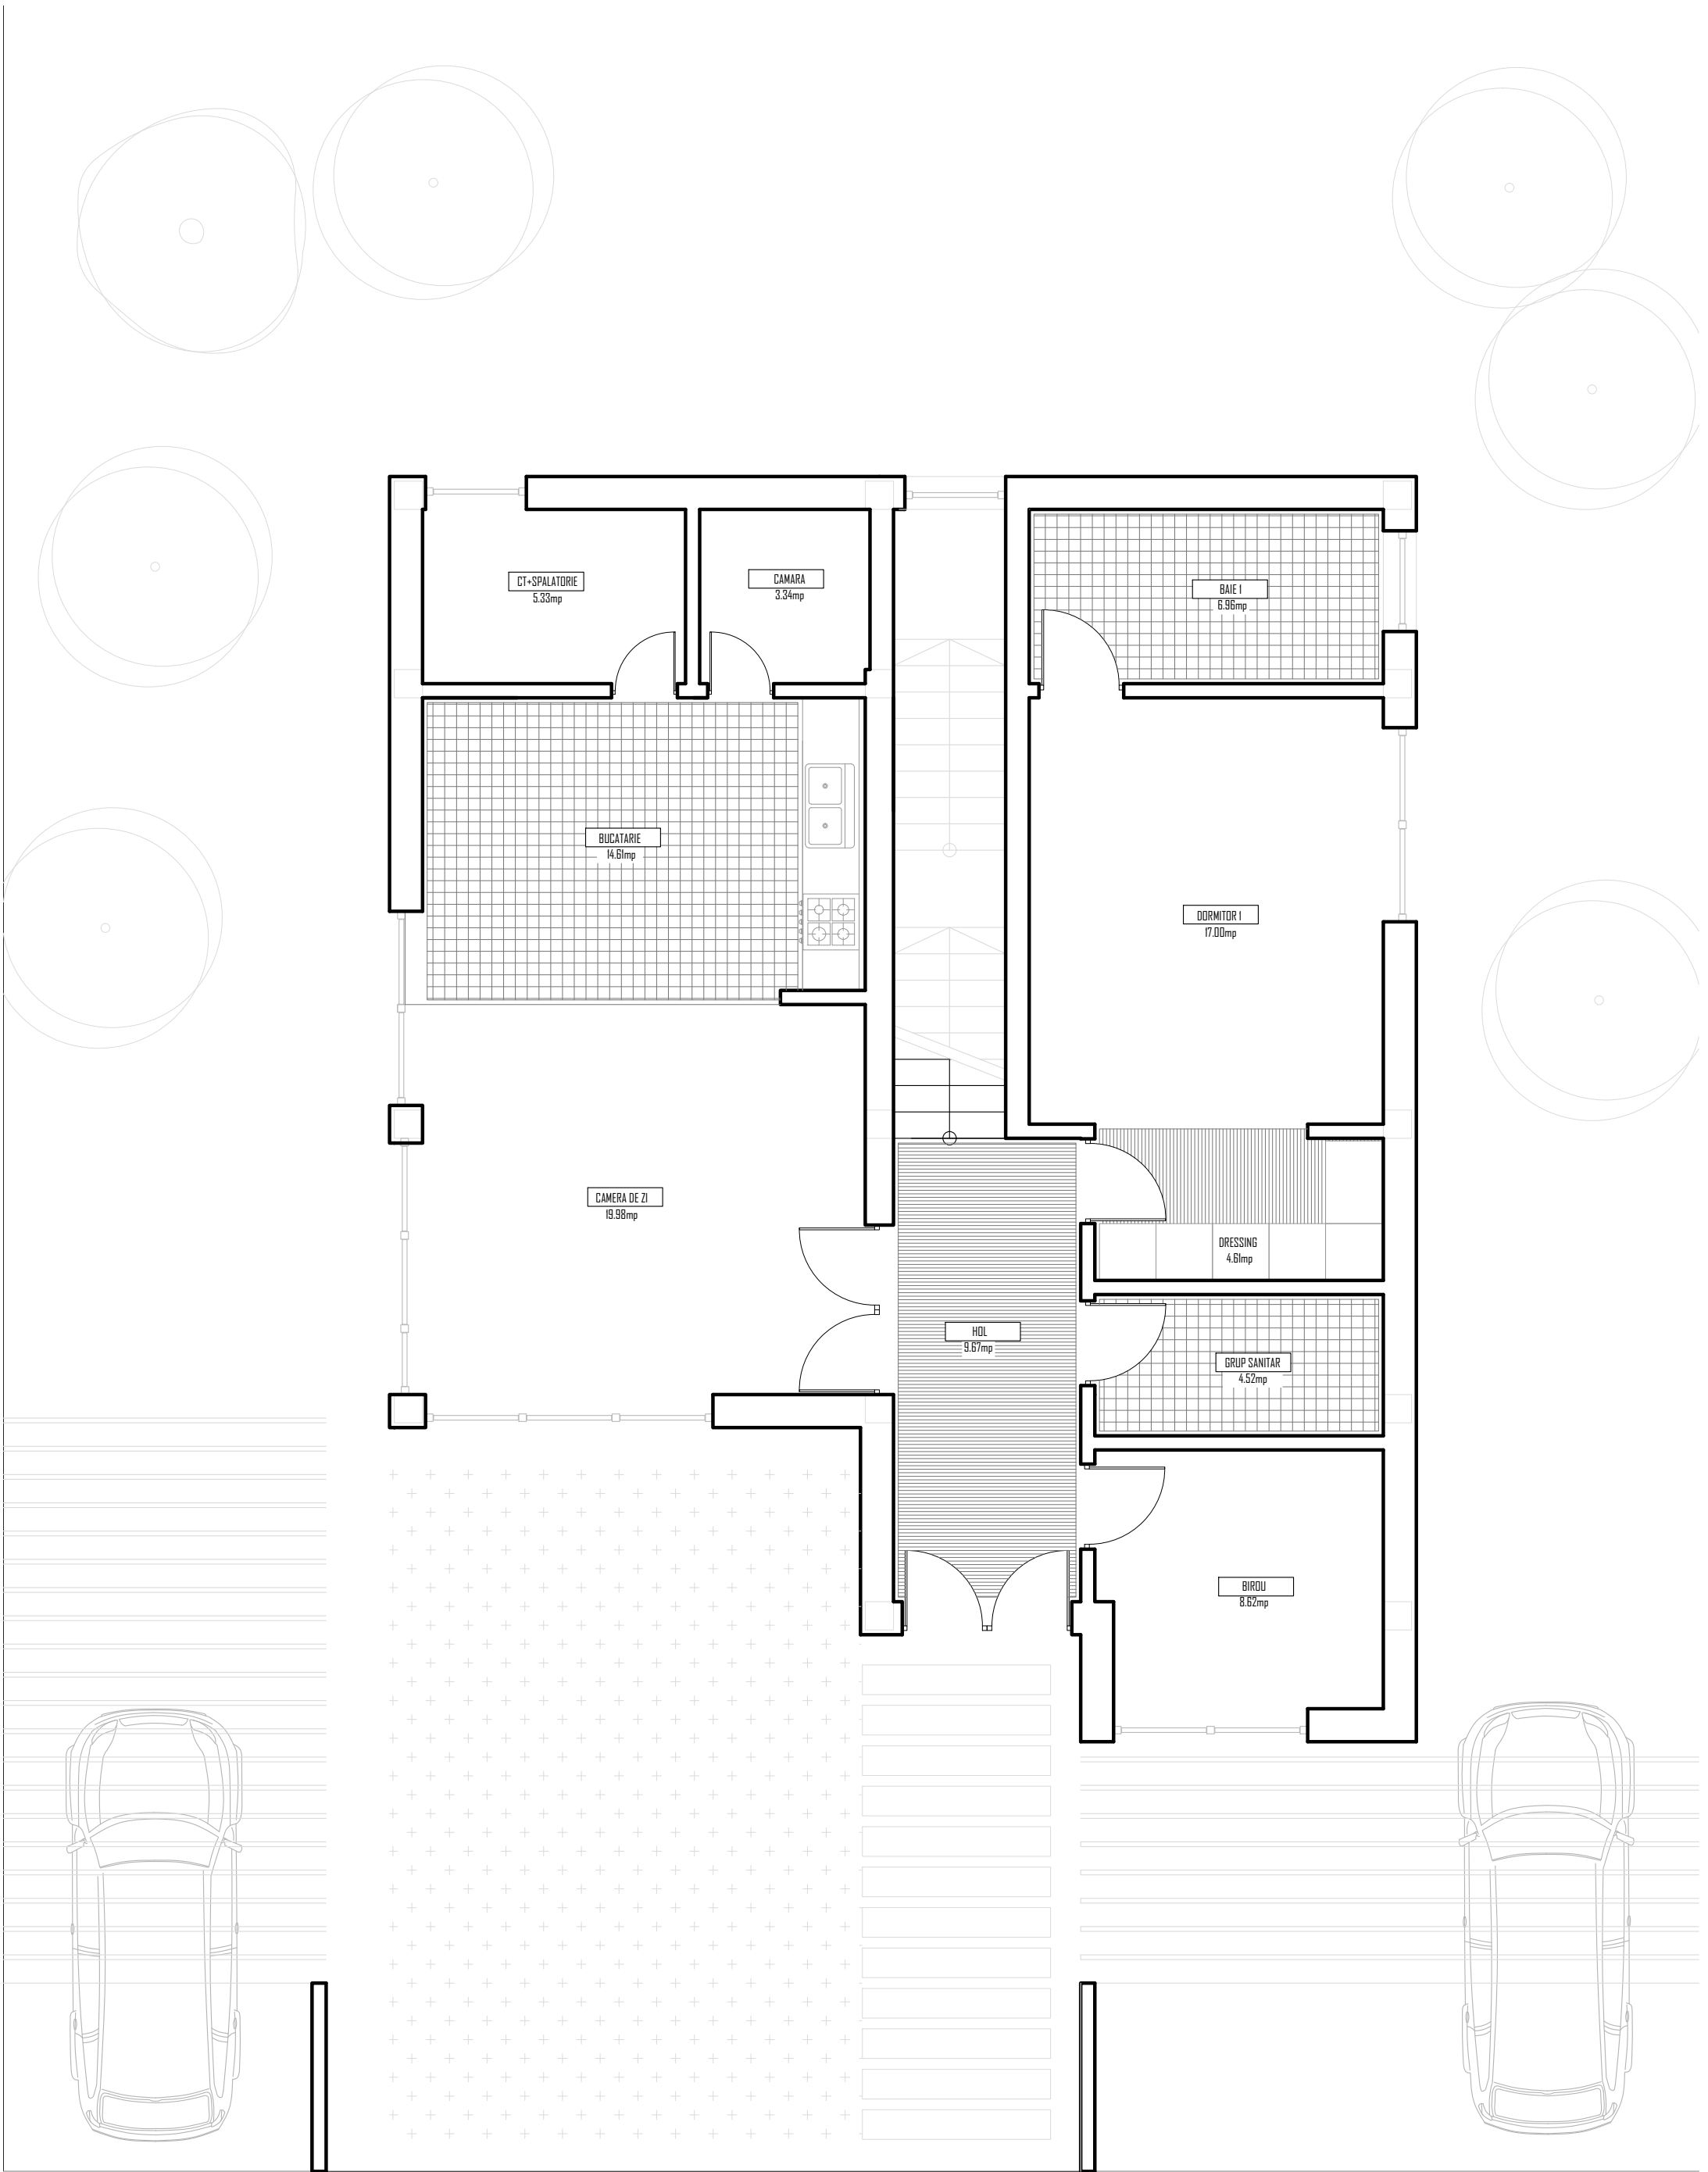 CT+SPALATORIE
5.33mp
CAMARA
3.34mp
BAIE 1
6.96mp
BUCATARIE
14.61mp
DORMITOR 1
17.00mp
CAMERA DE ZI
19.98mp
DRESSING
4.61mp
HOL
9.67mp
GRUP SANITAR
4.52mp
BIROU
8.62mp